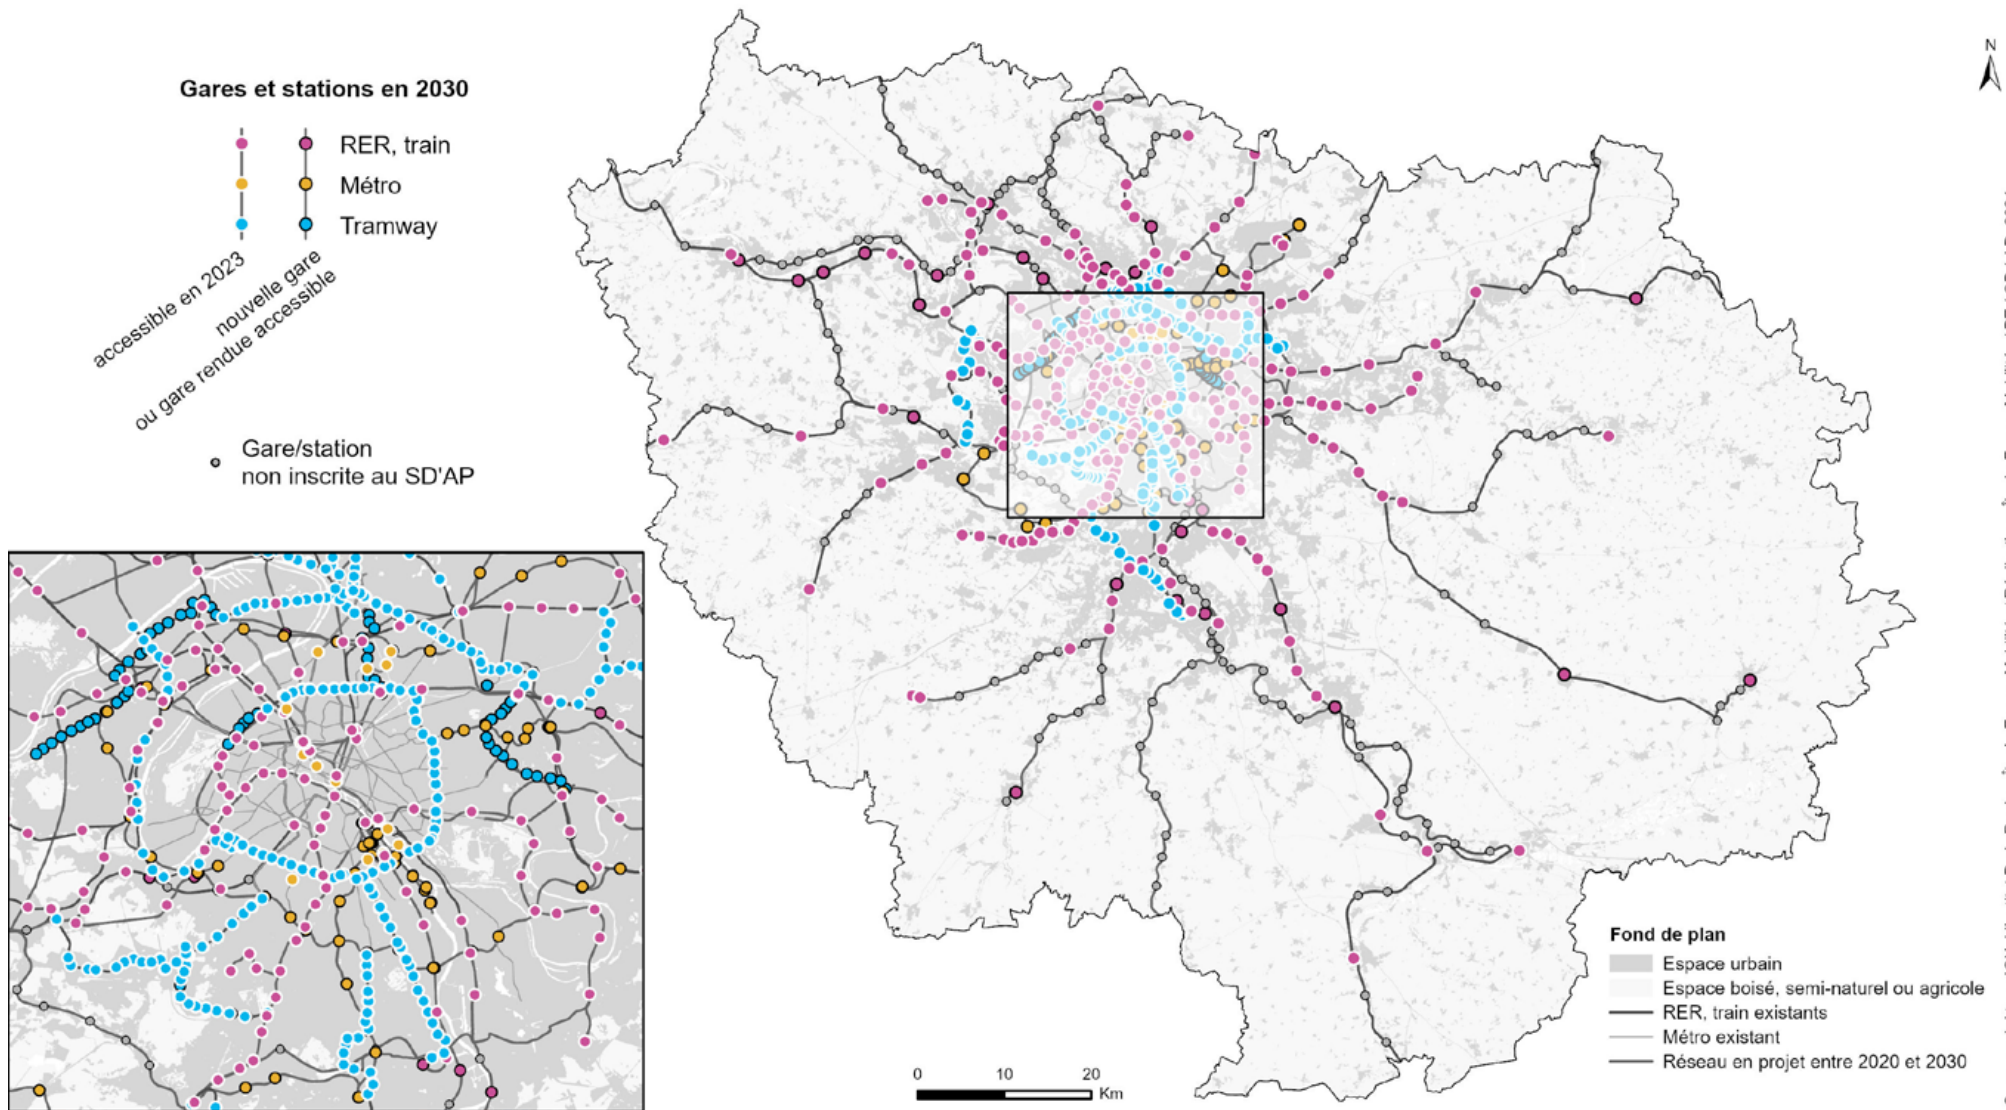 Gares et stations en 2030
RER, train
Métro
Tramway
accessible en 2023
nouvelle gare
ou gare rendue accessible
Gare/station
non inscrite au SD'AP
N
0 10 20
Km
Fond de plan
Espace urbain
Espace boisé, semi-naturel ou agricole
RER, train existants
Métro existant
Réseau en projet entre 2020 et 2030